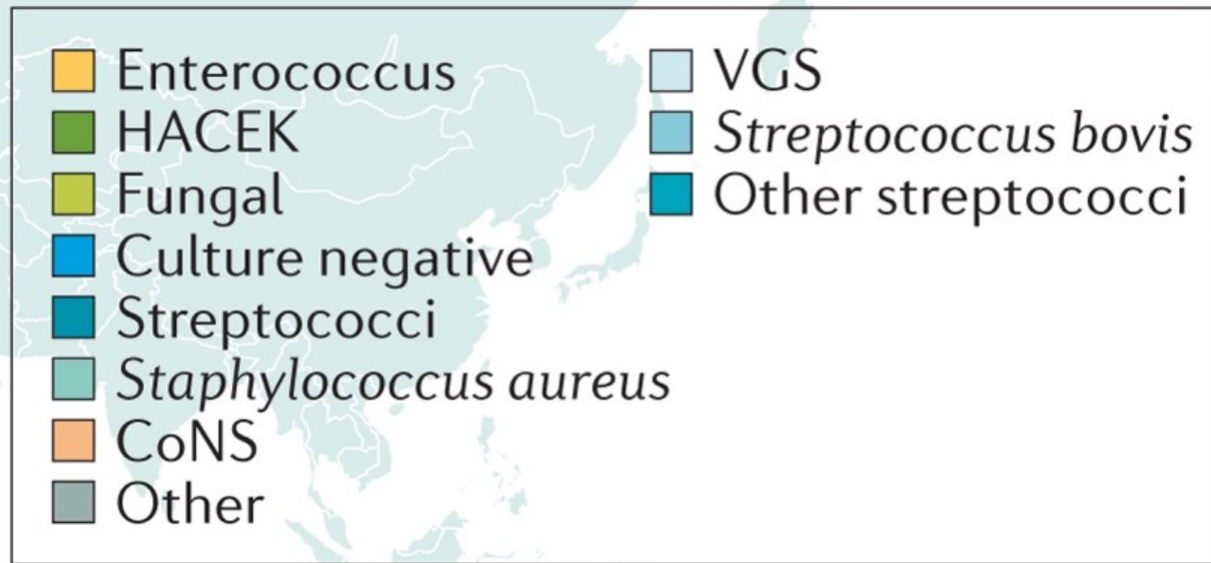 Enterococcus
HACEK
Fungal
Culture negative
Streptococci
Staphylococcus aureus
CoNS
Other
VGS
Streptococcus bovis
Other streptococci